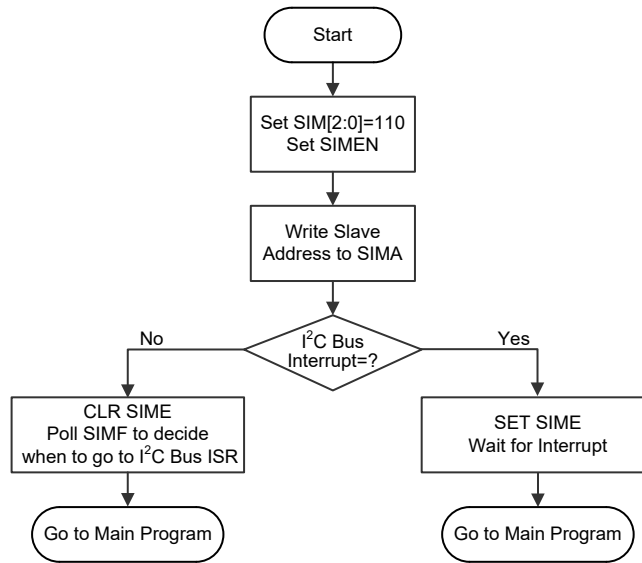 Start
Set SIM[2:0]=110
Set SIMEN
Write Slave
Address to SIMA
I²C Bus
Interrupt=?
No
Yes
CLR SIME
Poll SIMF to decide
when to go to I²C Bus ISR
SET SIME
Wait for Interrupt
Go to Main Program
Go to Main Program